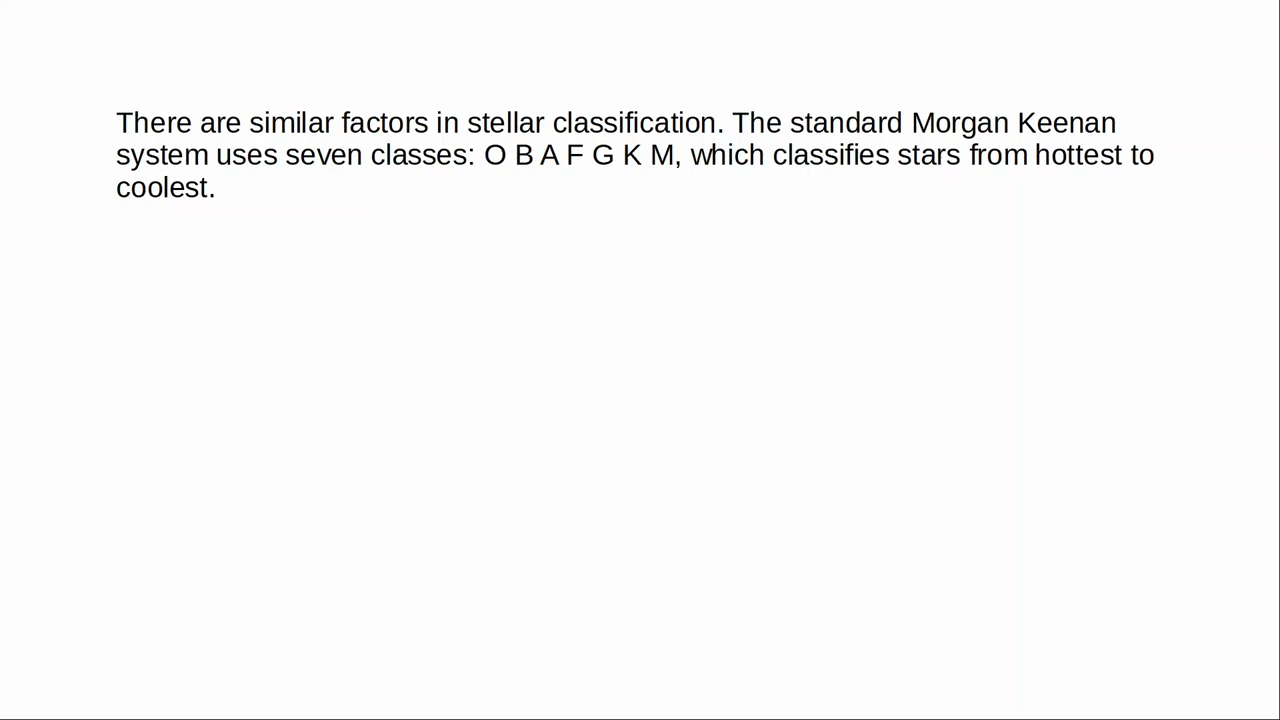 There are similar factors in stellar classification. The standard Morgan Keenan
system uses seven classes: O B A F G K M, which classifies stars from hottest to
coolest.